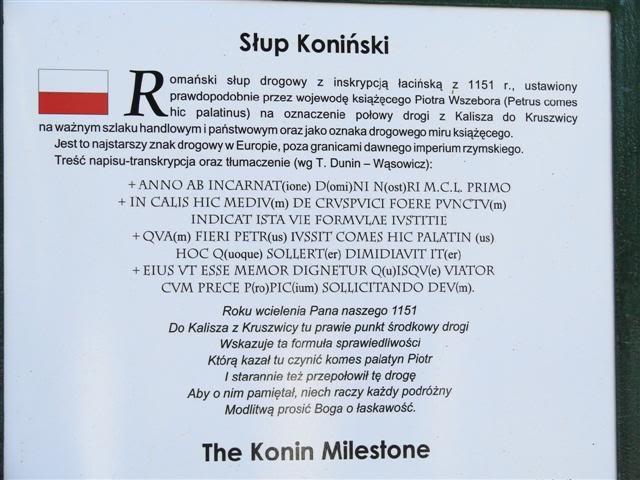 Słup Koniński
Romański słup drogowy z inskrypcją łacińską z 1151 r., ustawiony
prawdopodobnie przez wojewodę książęcego Piotra Wszebora (Petrus comes
hic palatinus) na oznaczenie połowy drogi z Kalisza do Kruszwicy
na ważnym szlaku handlowym i państwowym oraz jako oznaka drogowego miru książęcego.
Jest to najstarszy znak drogowy w Europie, poza granicami dawnego imperium rzymskiego.
Treść napisu-transkrypcja oraz tłumaczenie (wg T. Dunin – Wąsowicz):
+ ANNO AB INCARNAT(ione) D(omi)NI N(ost)RI M.C.L. PRIMO
+ IN CALIS HIC MEDIV(m) DE CRVSPVICI FOERE PVNCTV(m)
INDICAT ISTA VIE FORMVLAE IVSTITIE
+ QVA(m) FIERI PETR(us) IVSSIT COMES HIC PALATIN (us)
HOC Q(uoque) SOLLERT(er) DIMIDIAVIT IT(er)
+ EIUS VT ESSE MEMOR DIGNETUR Q(u)ISQV(e) VIATOR
CVM PRECE P(ro)PIC(ium) SOLLICITANDO DEV(m).
Roku wcielenia Pana naszego 1151
Do Kalisza z Kruszwicy tu prawie punkt środkowy drogi
Wskazuje ta formuła sprawiedliwości
Którą kazał tu czynić komes palatyn Piotr
I starannie też przepołowił tę drogę
Aby o nim pamiętał, niech raczy każdy podróżny
Modlitwą prosić Boga o łaskawość.
The Konin Milestone